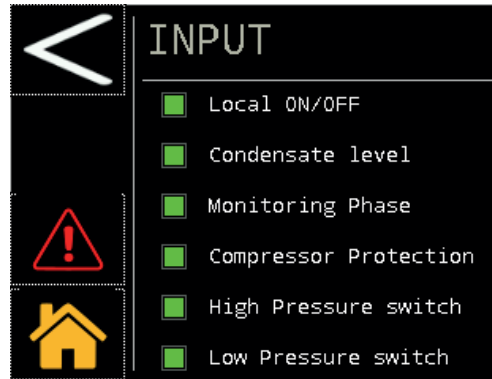 INPUT
Local ON/OFF
Condensate level
Monitoring Phase
Compressor Protection
High Pressure switch
Low Pressure switch